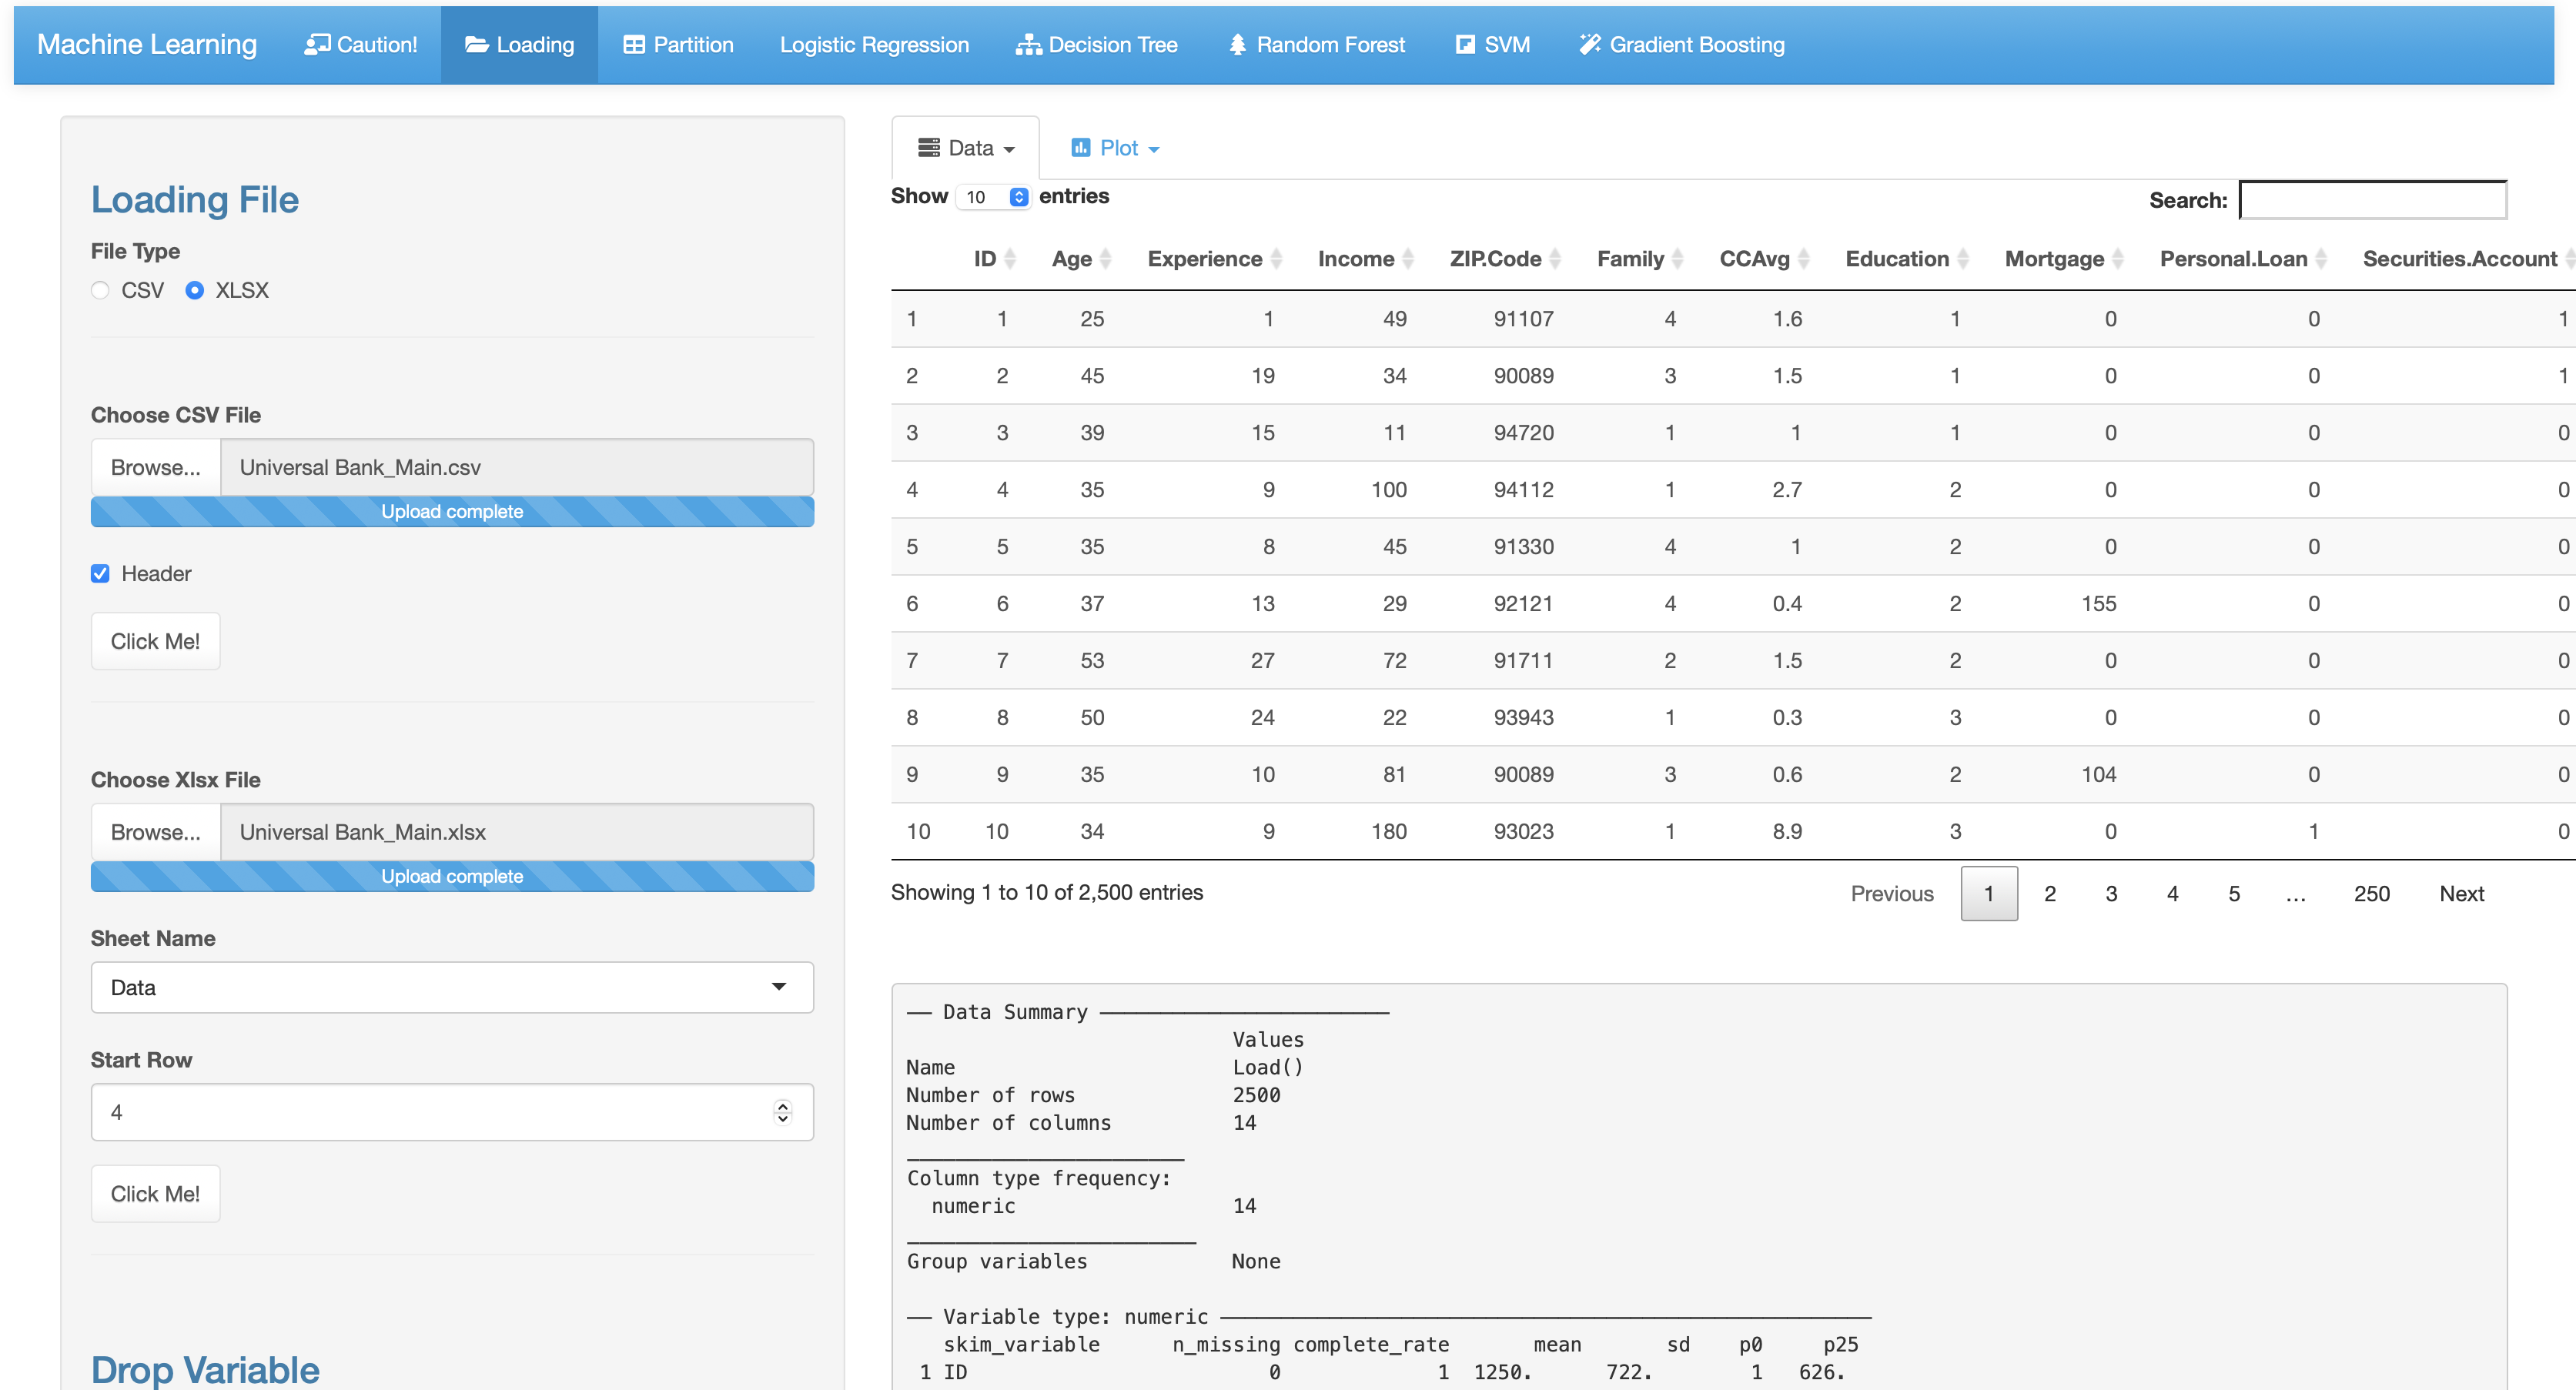 Machine Learning Caution! Loading Partition Logistic Regression Decision Tree Random Forest SVM Gradient Boosting
Loading File
File Type
CSV XLSX
Choose CSV File
Browse... Universal Bank_Main.csv
Upload complete
Header
Click Me!
Choose Xlsx File
Browse... Universal Bank_Main.xlsx
Upload complete
Sheet Name
Data
Start Row
4
Click Me!
Drop Variable
Data Plot
Show 10 entries Search:
ID Age Experience Income ZIP.Code Family CCAvg Education Mortgage Personal.Loan Securities.Account
1 1 25 1 49 91107 4 1.6 1 0 0 1
2 2 45 19 34 90089 3 1.5 1 0 0 1
3 3 39 15 11 94720 1 1 1 0 0 0
4 4 35 9 100 94112 1 2.7 2 0 0 0
5 5 35 8 45 91330 4 1 2 0 0 0
6 6 37 13 29 92121 4 0.4 2 155 0 0
7 7 53 27 72 91711 2 1.5 2 0 0 0
8 8 50 24 22 93943 1 0.3 3 0 0 0
9 9 35 10 81 90089 3 0.6 2 104 0 0
10 10 34 9 180 93023 1 8.9 3 0 1 0
Showing 1 to 10 of 2,500 entries Previous 1 2 3 4 5 … 250 Next
── Data Summary ────────────────────────
Values
Name Load()
Number of rows 2500
Number of columns 14
_______________________
Column type frequency:
numeric 14
________________________
Group variables None
── Variable type: numeric ──────────────────────────────────────────────────────
skim_variable n_missing complete_rate mean sd p0 p25
1 ID 0 1 1250. 722. 1 626.